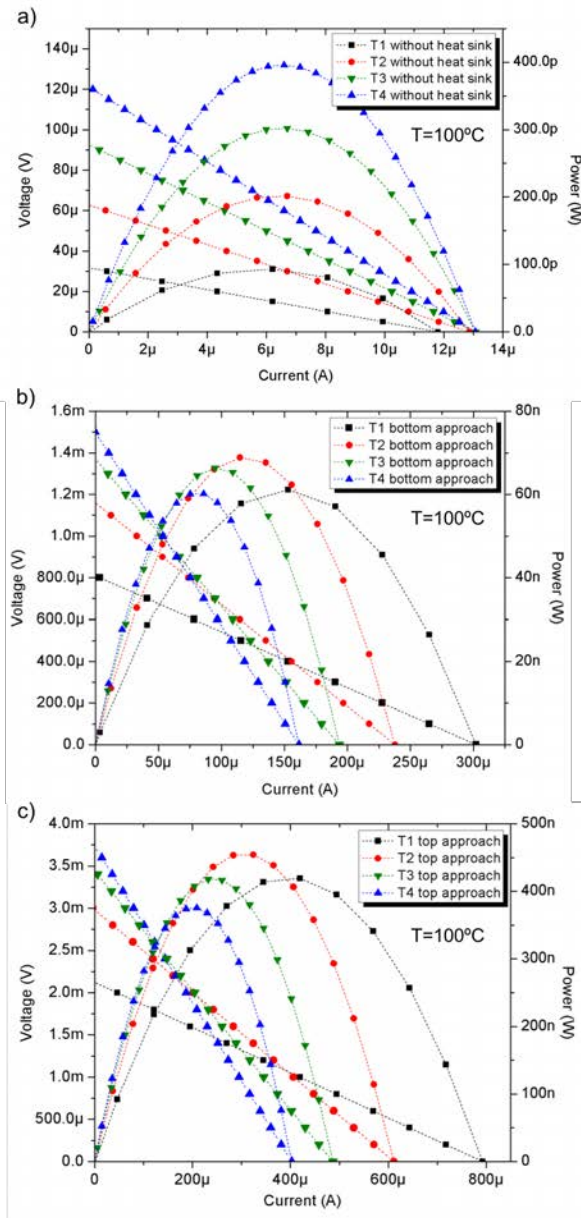 a)
140µ
120µ
100µ
80µ
60µ
40µ
20µ
0
Voltage (V)
T1 without heat sink
T2 without heat sink
T3 without heat sink
T4 without heat sink
T=100ºC
400.0p
300.0p
200.0p
100.0p
0.0
Power (W)
0
2µ
4µ
6µ
8µ
10µ
12µ
14µ
Current (A)
b)
1.6m
1.4m
1.2m
1.0m
800.0µ
600.0µ
400.0µ
200.0µ
0.0
Voltage (V)
T1 bottom approach
T2 bottom approach
T3 bottom approach
T4 bottom approach
T=100ºC
80n
60n
40n
20n
0
Power (W)
0
50µ
100µ
150µ
200µ
250µ
300µ
Current (A)
c)
4.0m
3.5m
3.0m
2.5m
2.0m
1.5m
1.0m
500.0µ
0.0
Voltage (V)
T1 top approach
T2 top approach
T3 top approach
T4 top approach
T=100ºC
500n
400n
300n
200n
100n
0
Power (W)
0
200µ
400µ
600µ
800µ
Current (A)